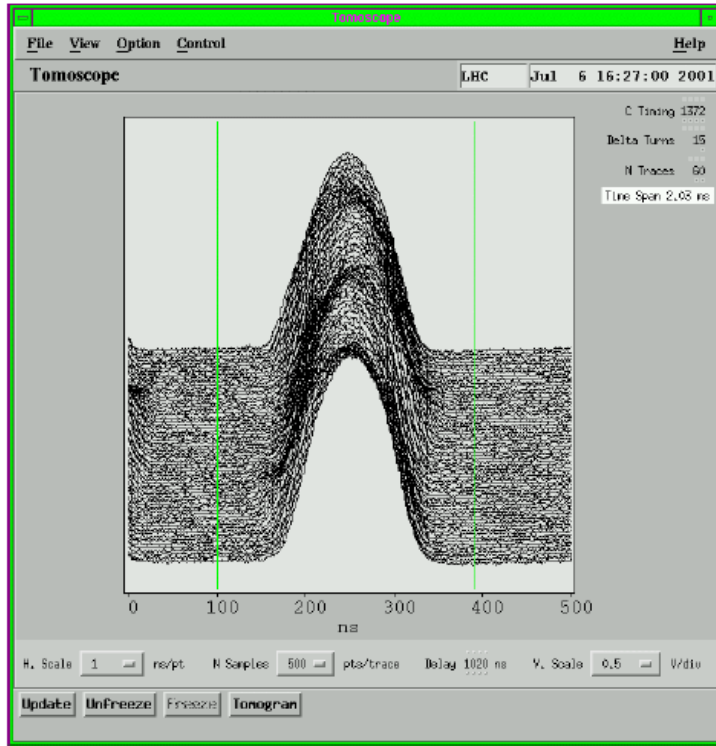 Tomoscope
File View Option Control Help
Tomoscope LHC Jul 6 16:27:00 2001
C Timing 1372
Delta Turns 15
N Traces 60
Time Span 2.03 ms
0 100 200 300 400 500
ns
H. Scale 1 ns/pt N Samples 500 pts/trace Delay 1020 ns V. Scale 0.5 V/div
Update Unfreeze Freeze Tomogram